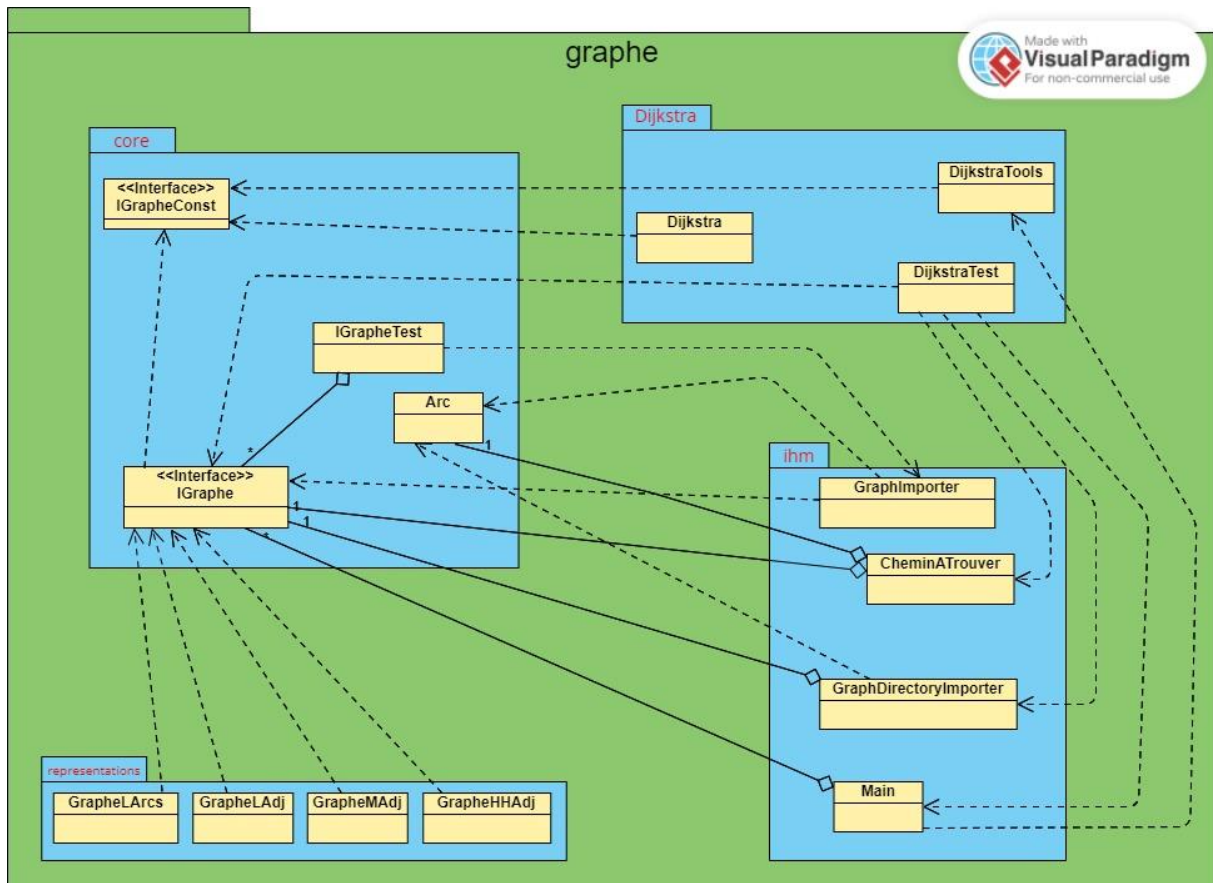 graphe
Made with
Visual Paradigm
For non-commercial use
core
<<Interface>>
IGrapheConst
IGrapheTest
Arc
1
*
<<Interface>>
IGraphe
1
1
*
Dijkstra
DijkstraTools
Dijkstra
DijkstraTest
ihm
GraphImporter
CheminATrouver
GraphDirectoryImporter
Main
representations
GrapheLArcs
GrapheLAdj
GrapheMAdj
GrapheHHAdj